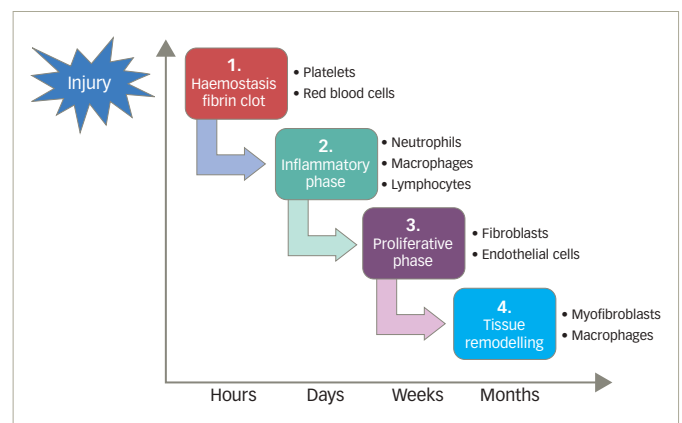 Injury
1.
Haemostasis
fibrin clot
• Platelets
• Red blood cells
2.
Inflammatory
phase
• Neutrophils
• Macrophages
• Lymphocytes
3.
Proliferative
phase
• Fibroblasts
• Endothelial cells
4.
Tissue
remodelling
• Myofibroblasts
• Macrophages
Hours Days Weeks Months